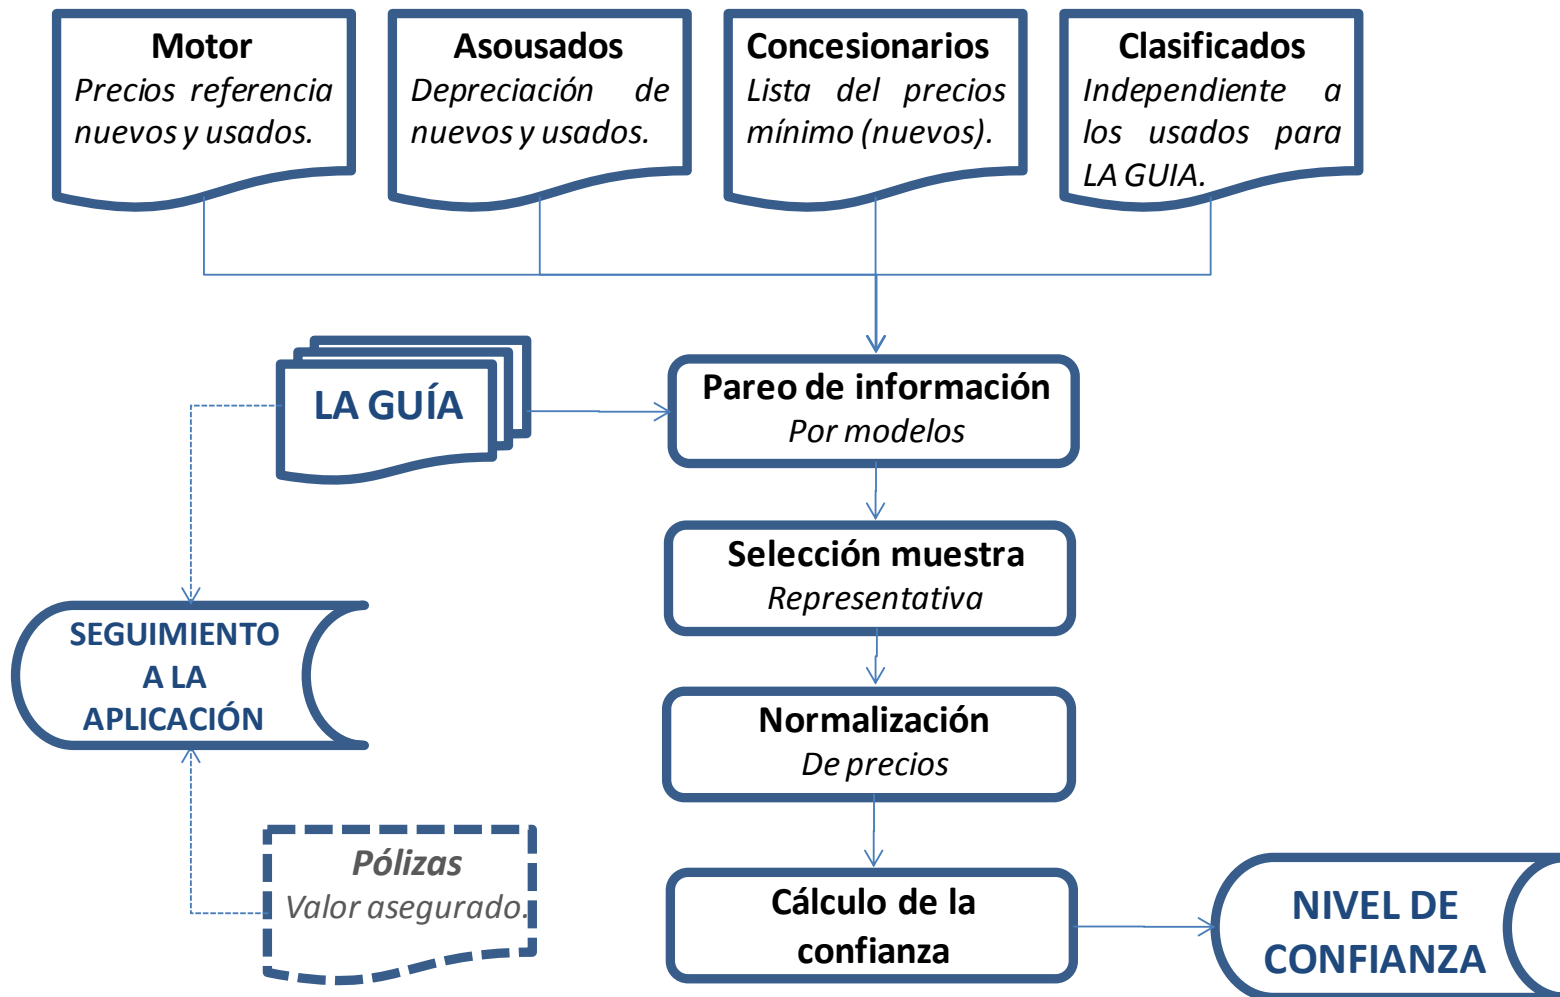 Motor
Precios referencia
nuevos y usados.
Asousados
Depreciación de
nuevos y usados.
Concesionarios
Lista del precios
mínimo (nuevos).
Clasificados
Independiente a
los usados para
LA GUIA.
LA GUÍA
Pareo de información
Por modelos
Selección muestra
Representativa
SEGUIMIENTO
A LA
APLICACIÓN
Normalización
De precios
Pólizas
Valor asegurado.
Cálculo de la
confianza
NIVEL DE
CONFIANZA